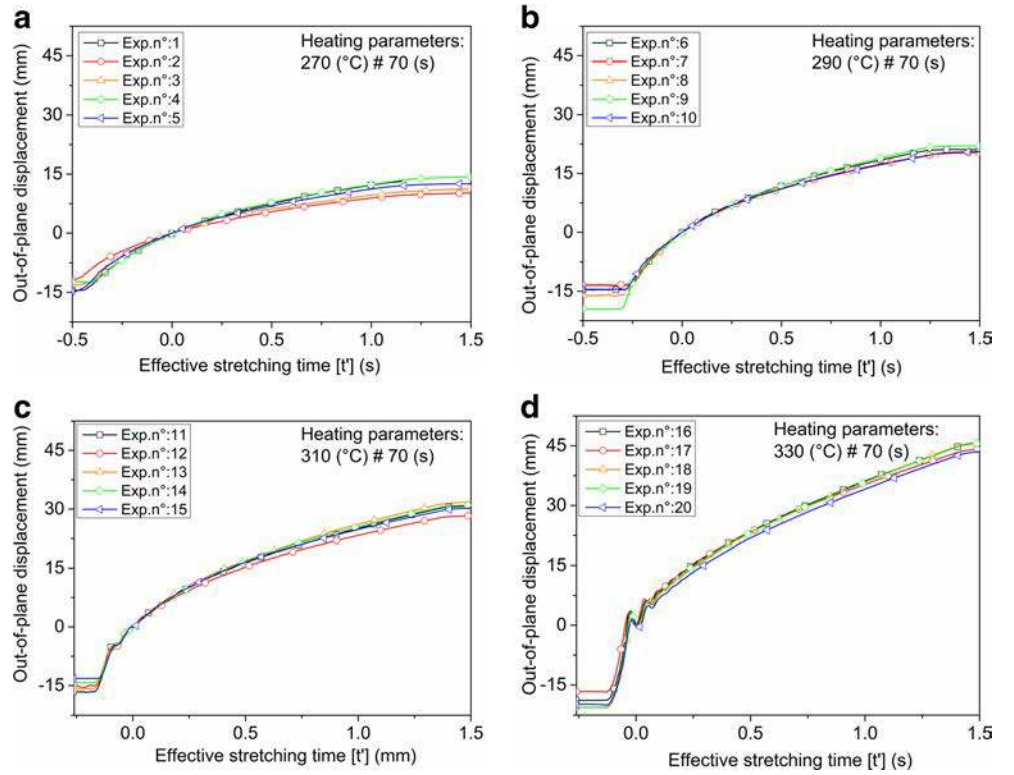 a
Out-of-plane displacement (mm)
45
30
15
0
-15
-0.5
0.0
0.5
1.0
1.5
Effective stretching time [t'] (s)
Exp.n°:1
Exp.n°:2
Exp.n°:3
Exp.n°:4
Exp.n°:5
Heating parameters:
270 (°C) # 70 (s)
b
Out-of-plane displacement (mm)
45
30
15
0
-15
-0.5
0.0
0.5
1.0
1.5
Effective stretching time [t'] (s)
Exp.n°:6
Exp.n°:7
Exp.n°:8
Exp.n°:9
Exp.n°:10
Heating parameters:
290 (°C) # 70 (s)
c
Out-of-plane displacement (mm)
45
30
15
0
-15
0.0
0.5
1.0
1.5
Effective stretching time [t'] (mm)
Exp.n°:11
Exp.n°:12
Exp.n°:13
Exp.n°:14
Exp.n°:15
Heating parameters:
310 (°C) # 70 (s)
d
Out-of-plane displacement (mm)
45
30
15
0
-15
0.0
0.5
1.0
1.5
Effective stretching time [t'] (s)
Exp.n°:16
Exp.n°:17
Exp.n°:18
Exp.n°:19
Exp.n°:20
Heating parameters:
330 (°C) # 70 (s)